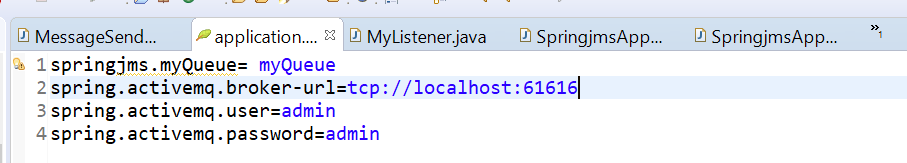 MessageSend... application.... MyListener.java SpringjmsApp... SpringjmsApp... »1
1 springjms.myQueue= myQueue
2 spring.activemq.broker-url=tcp://localhost:61616
3 spring.activemq.user=admin
4 spring.activemq.password=admin